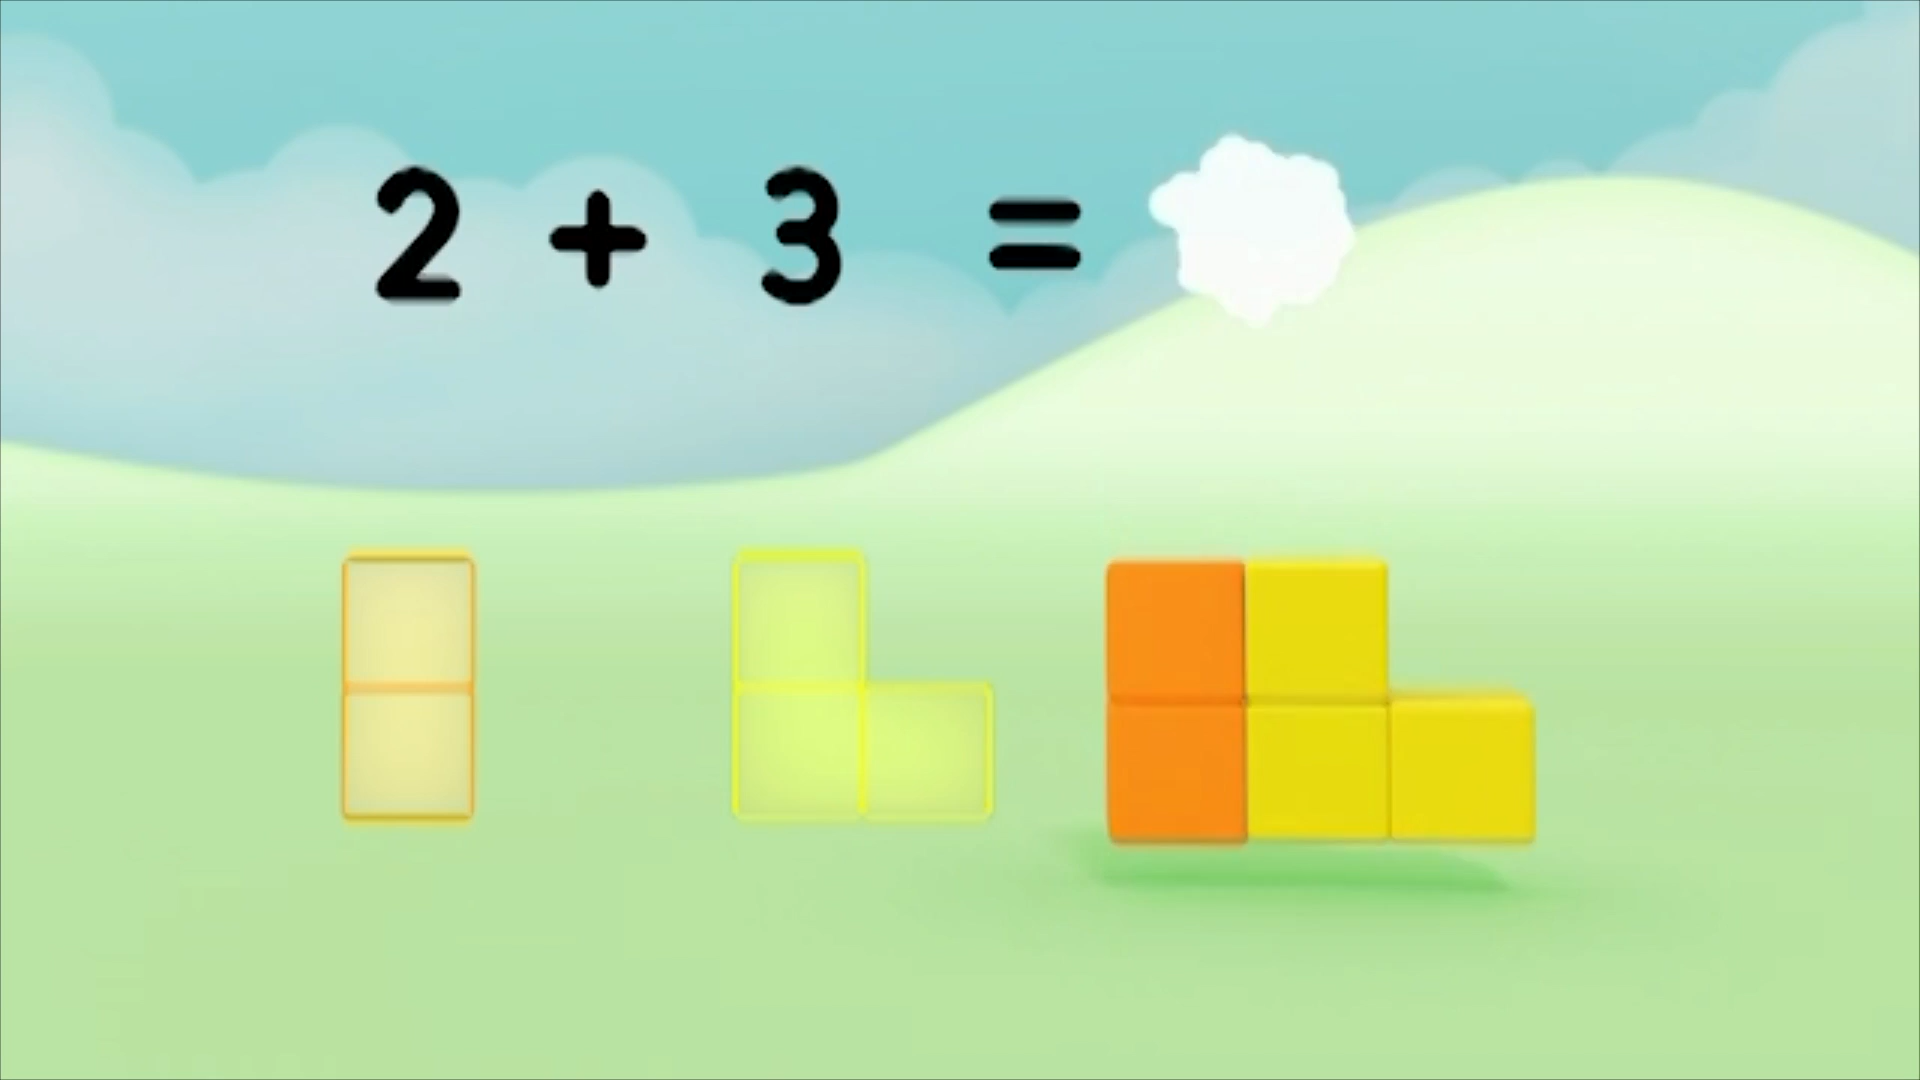 2 + 3 =